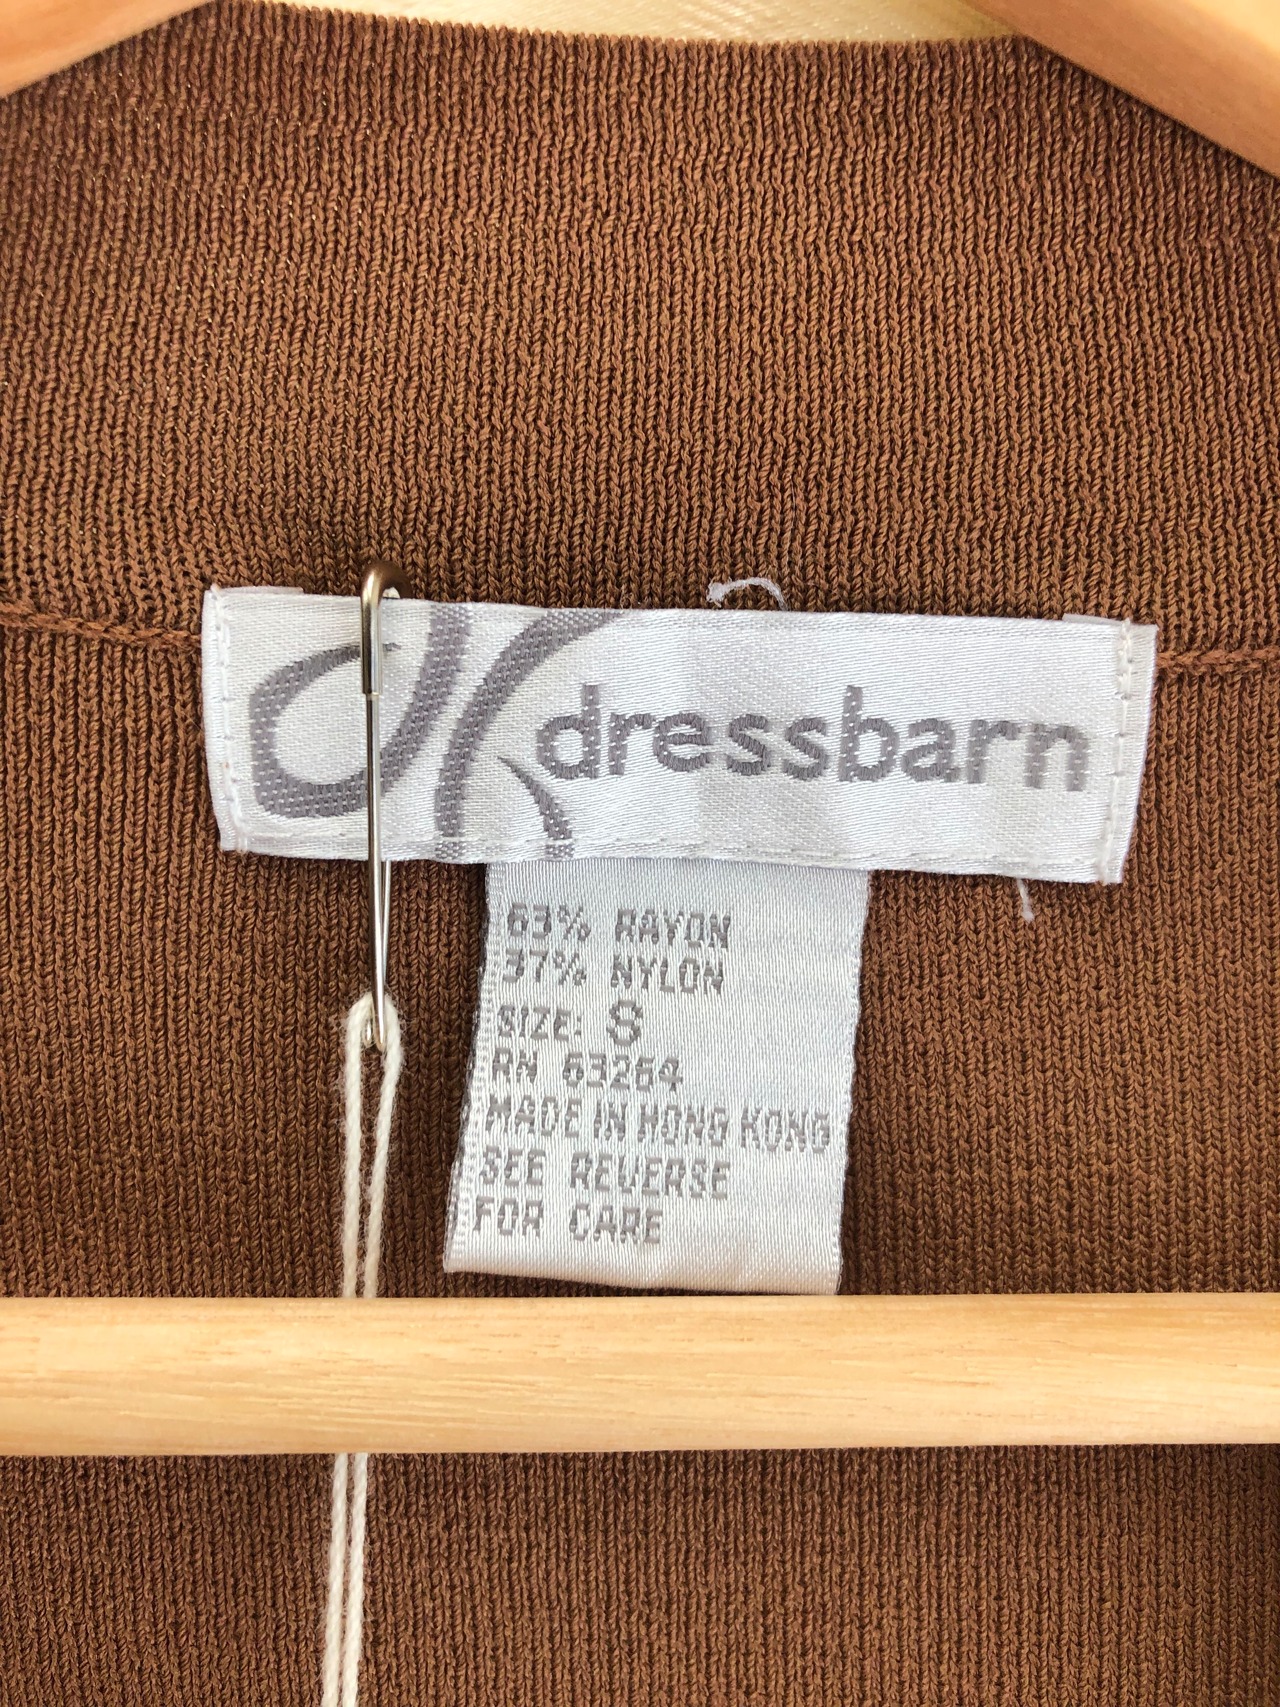 dressbarn
63% RAYON
37% NYLON
SIZE: S
RN 63264
MADE IN HONG KONG
SEE REVERSE
FOR CARE